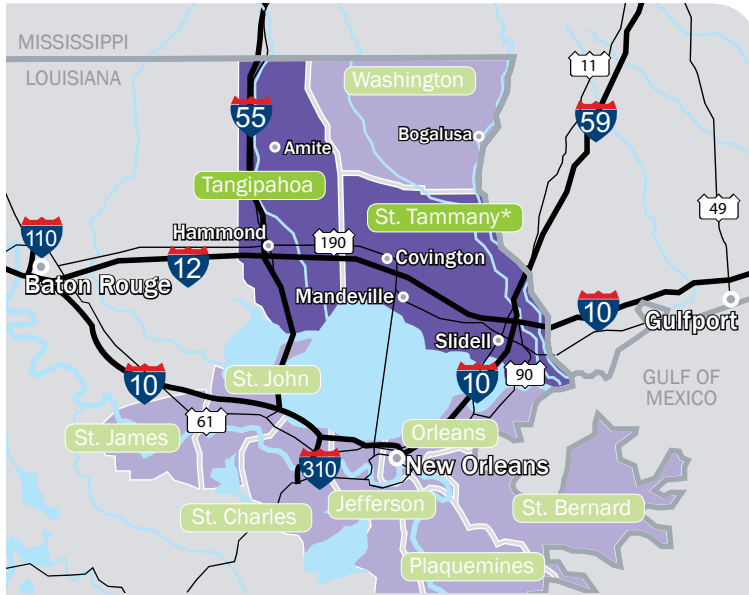 MISSISSIPPI
LOUISIANA
Washington
11
55
59
Bogalusa
Amite
Tangipahoa
St. Tammany*
49
110
Hammond
190
12
Covington
Baton Rouge
Mandeville
10
Gulfport
Slidell
10
St. John
10
90
GULF OF
MEXICO
61
St. James
Orleans
310
New Orleans
Jefferson
St. Bernard
St. Charles
Plaquemines